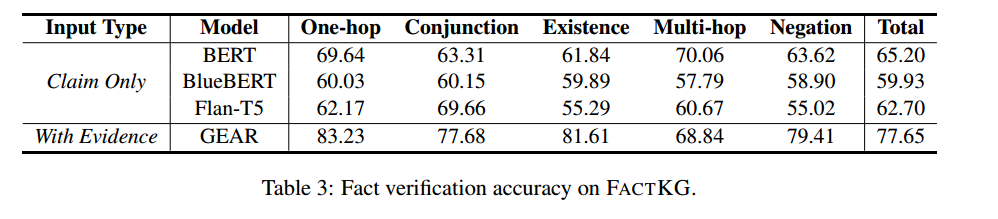 Input Type Model One-hop Conjunction Existence Multi-hop Negation Total
BERT 69.64 63.31 61.84 70.06 63.62 65.20
Claim Only BlueBERT 60.03 60.15 59.89 57.79 58.90 59.93
Flan-T5 62.17 69.66 55.29 60.67 55.02 62.70
With Evidence GEAR 83.23 77.68 81.61 68.84 79.41 77.65
Table 3: Fact verification accuracy on FACTKG.